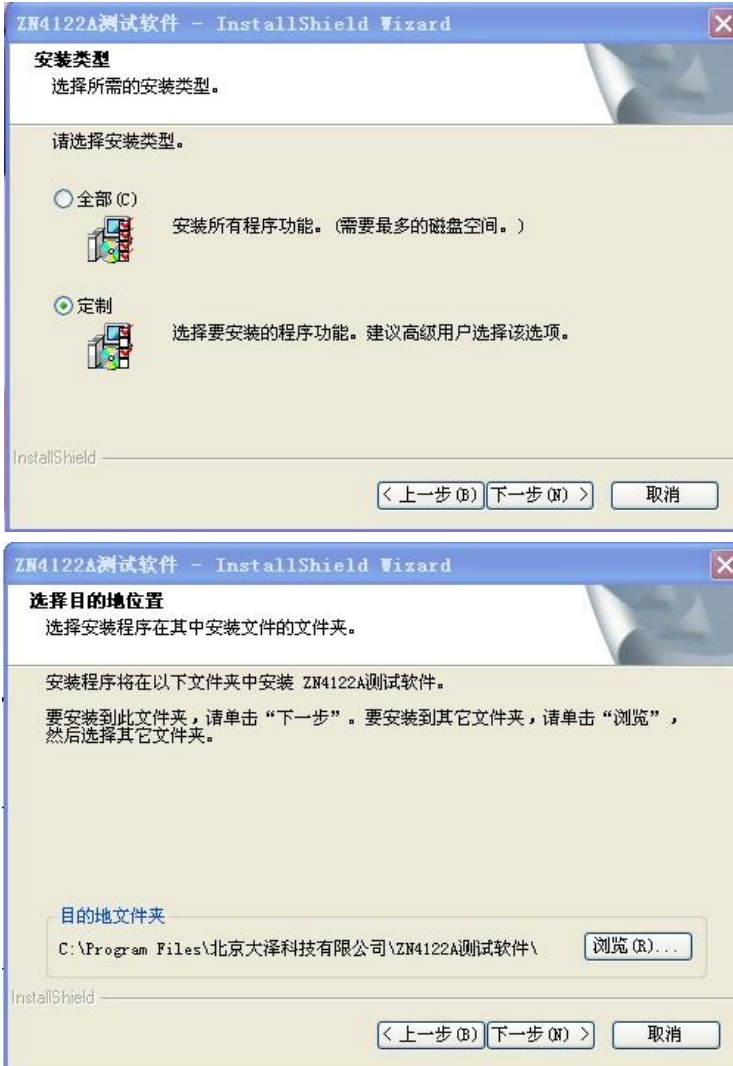 ZN4122A测试软件 - InstallShield Wizard
安装类型
选择所需的安装类型。
请选择安装类型。
全部(C)
安装所有程序功能。(需要最多的磁盘空间。)
定制
选择要安装的程序功能。建议高级用户选择该选项。
InstallShield
< 上一步(B) 下一步(N) > 取消
ZN4122A测试软件 - InstallShield Wizard
选择目的地位置
选择安装程序在其中安装文件的文件夹。
安装程序将在以下文件夹中安装 ZN4122A测试软件。
要安装到此文件夹,请单击“下一步”。要安装到其它文件夹,请单击“浏览”,
然后选择其它文件夹。
目的地文件夹
C:\Program Files\北京大泽科技有限公司\ZN4122A测试软件\ 浏览(R)...
InstallShield
< 上一步(B) 下一步(N) > 取消